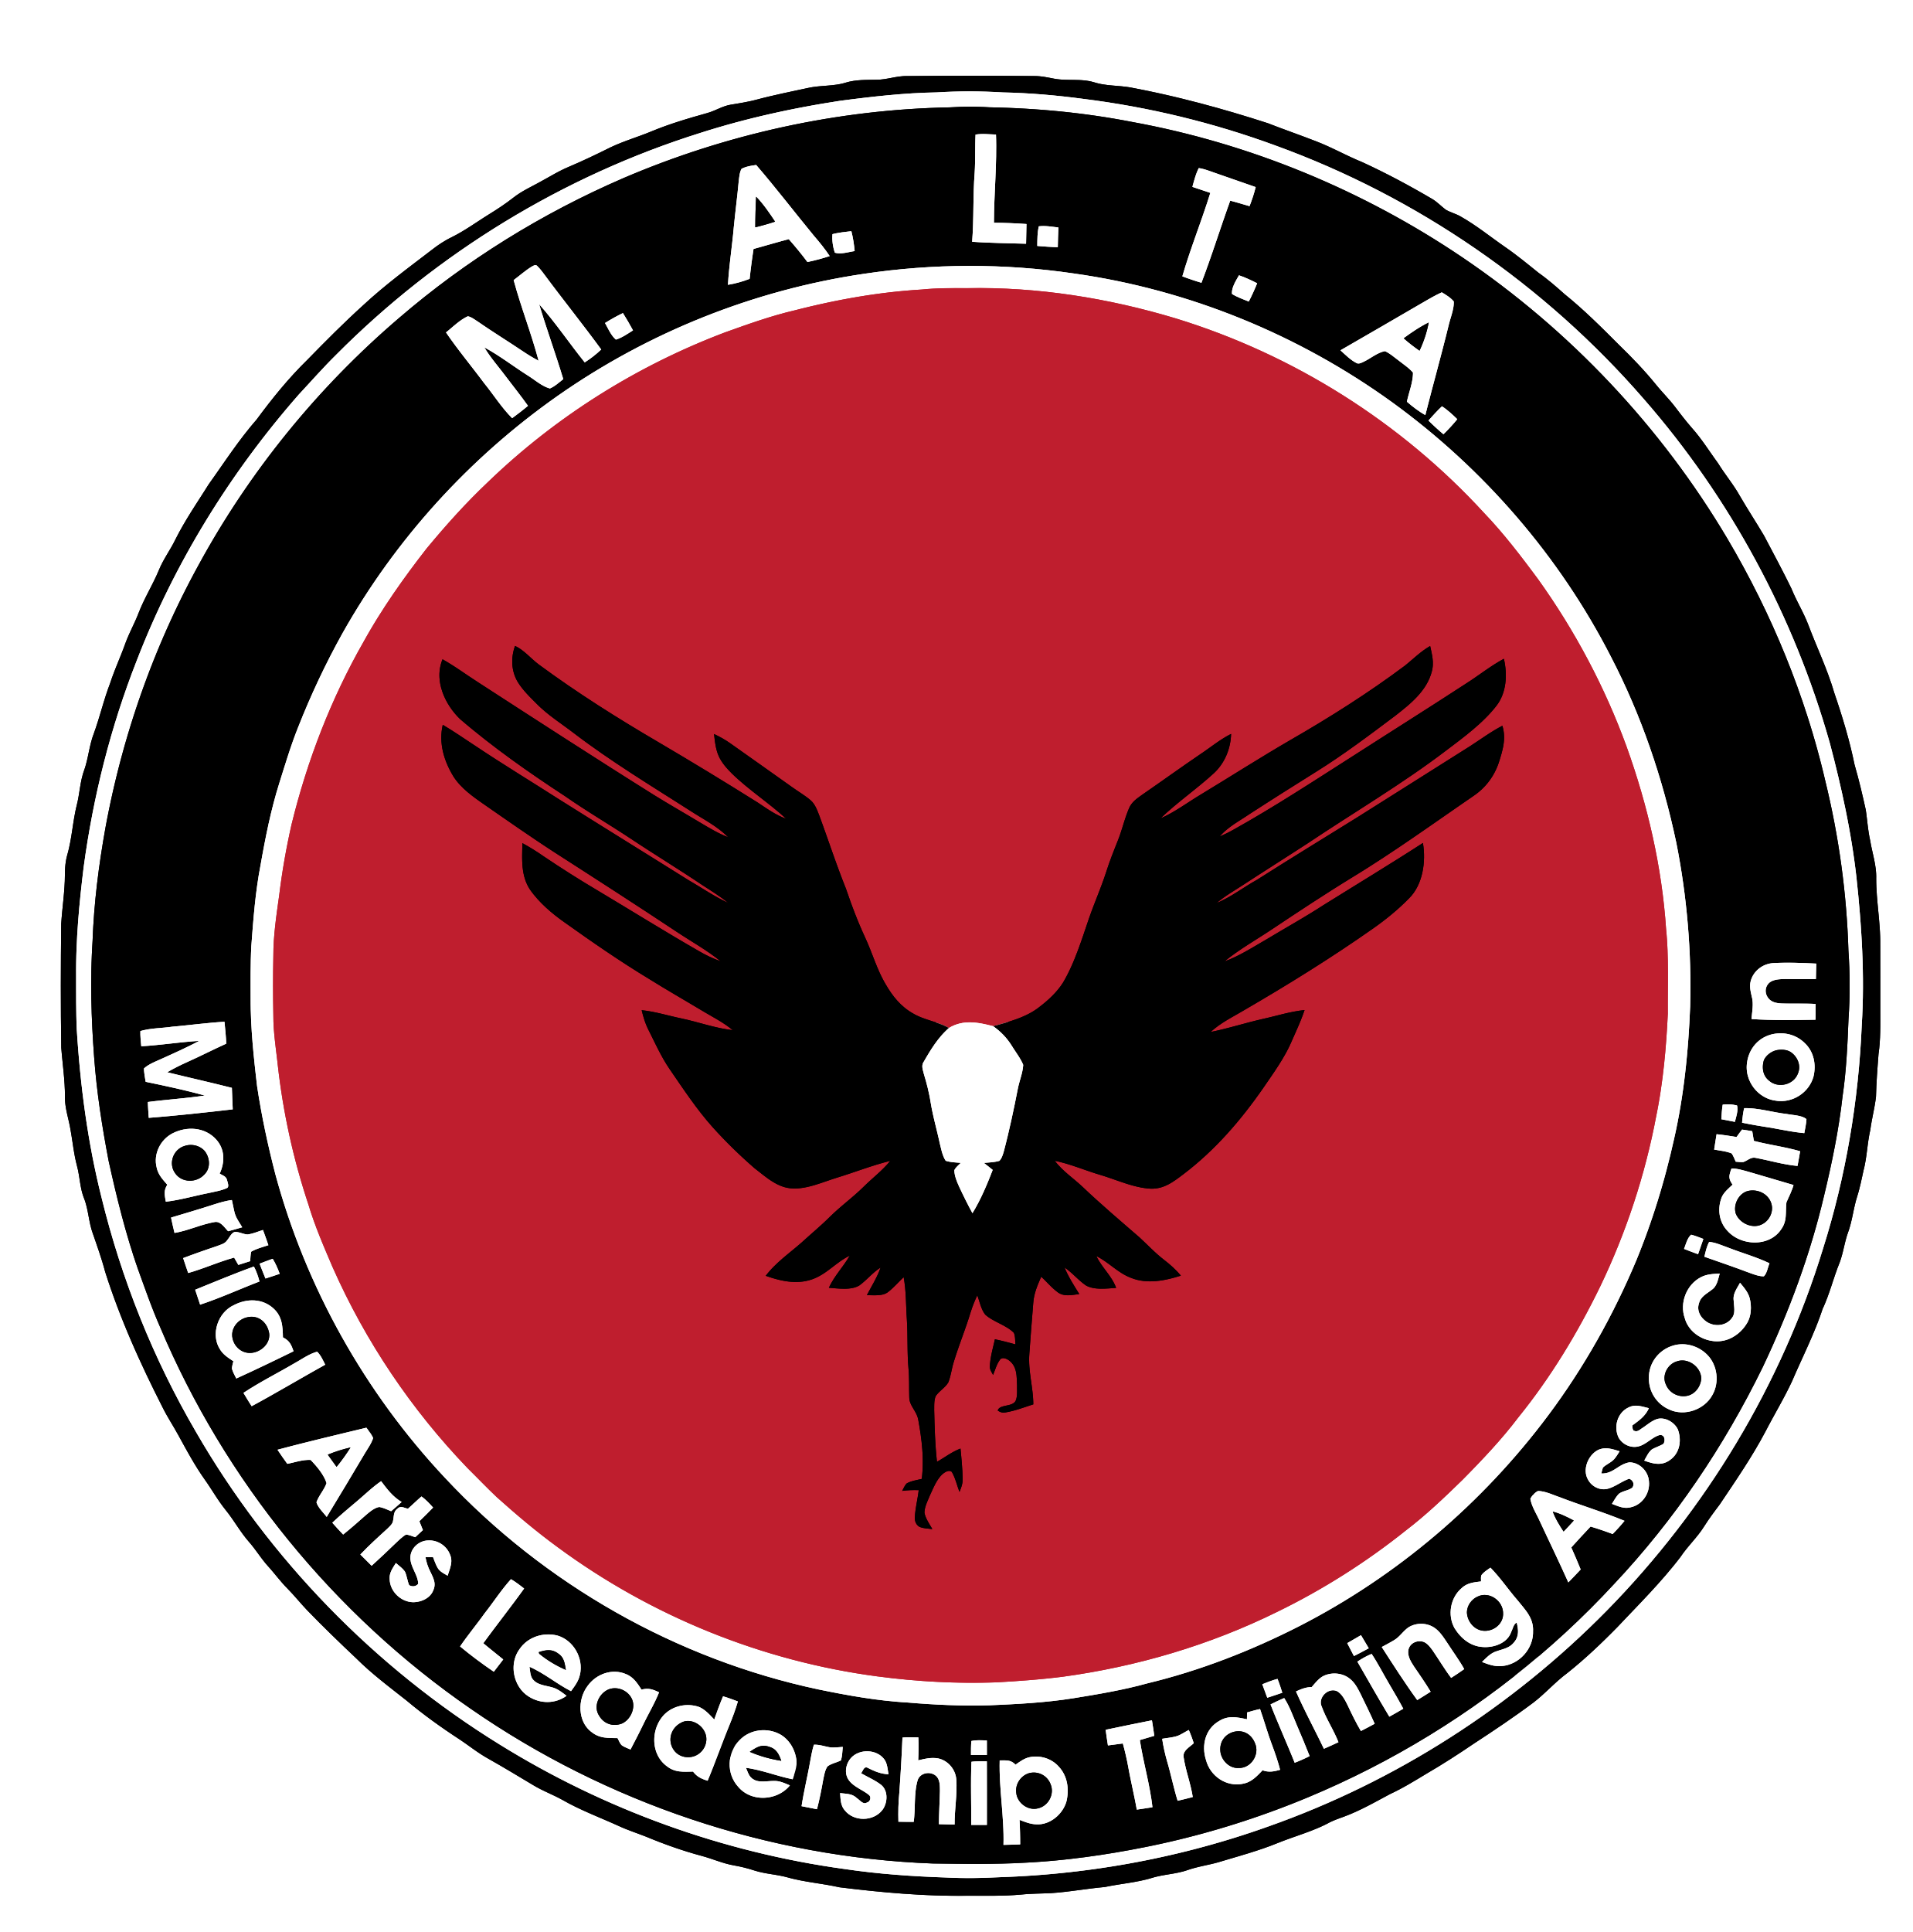 M. A. L. T. A.
Martial Arts Leadership Training Association